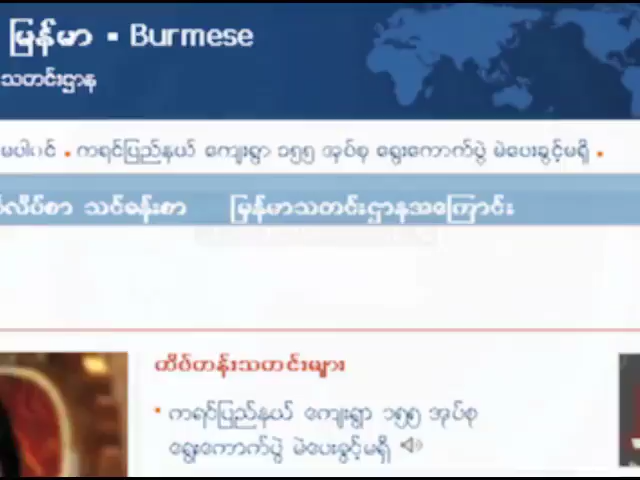 မြန်မာ - Burmese
သတင်းဌာန
ကရင်ပြည်နယ် ကျေးရွာ ၁၅၅ အုပ်စု ရွေးကောက်ပွဲ မဲပေးခွင့်မရှိ
သင်ခန်းစာ မြန်မာသတင်းဌာနအကြောင်း
ထိပ်တန်းသတင်းများ
ကရင်ပြည်နယ် ကျေးရွာ ၁၅၅ အုပ်စု
ရွေးကောက်ပွဲ မဲပေးခွင့်မရှိ